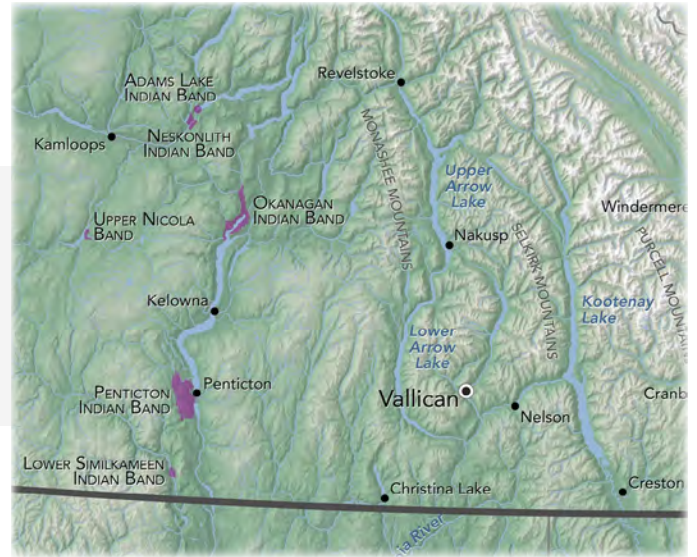 Revelstoke
ADAMS LAKE
INDIAN BAND
Kamloops
NESKONLITH
INDIAN BAND
MONASHEE MOUNTAINS
Upper
Arrow
Lake
OKANAGAN
INDIAN BAND
UPPER NICOLA
BAND
Windermere
Nakusp
SELKIRK MOUNTAINS
PURCELL
Kelowna
Kootenay
Lake
Lower
Arrow
Lake
PENTICTON
INDIAN BAND
Penticton
Vallican
Nelson
LOWER SIMILKAMEEN
INDIAN BAND
Christina Lake
Creston
River